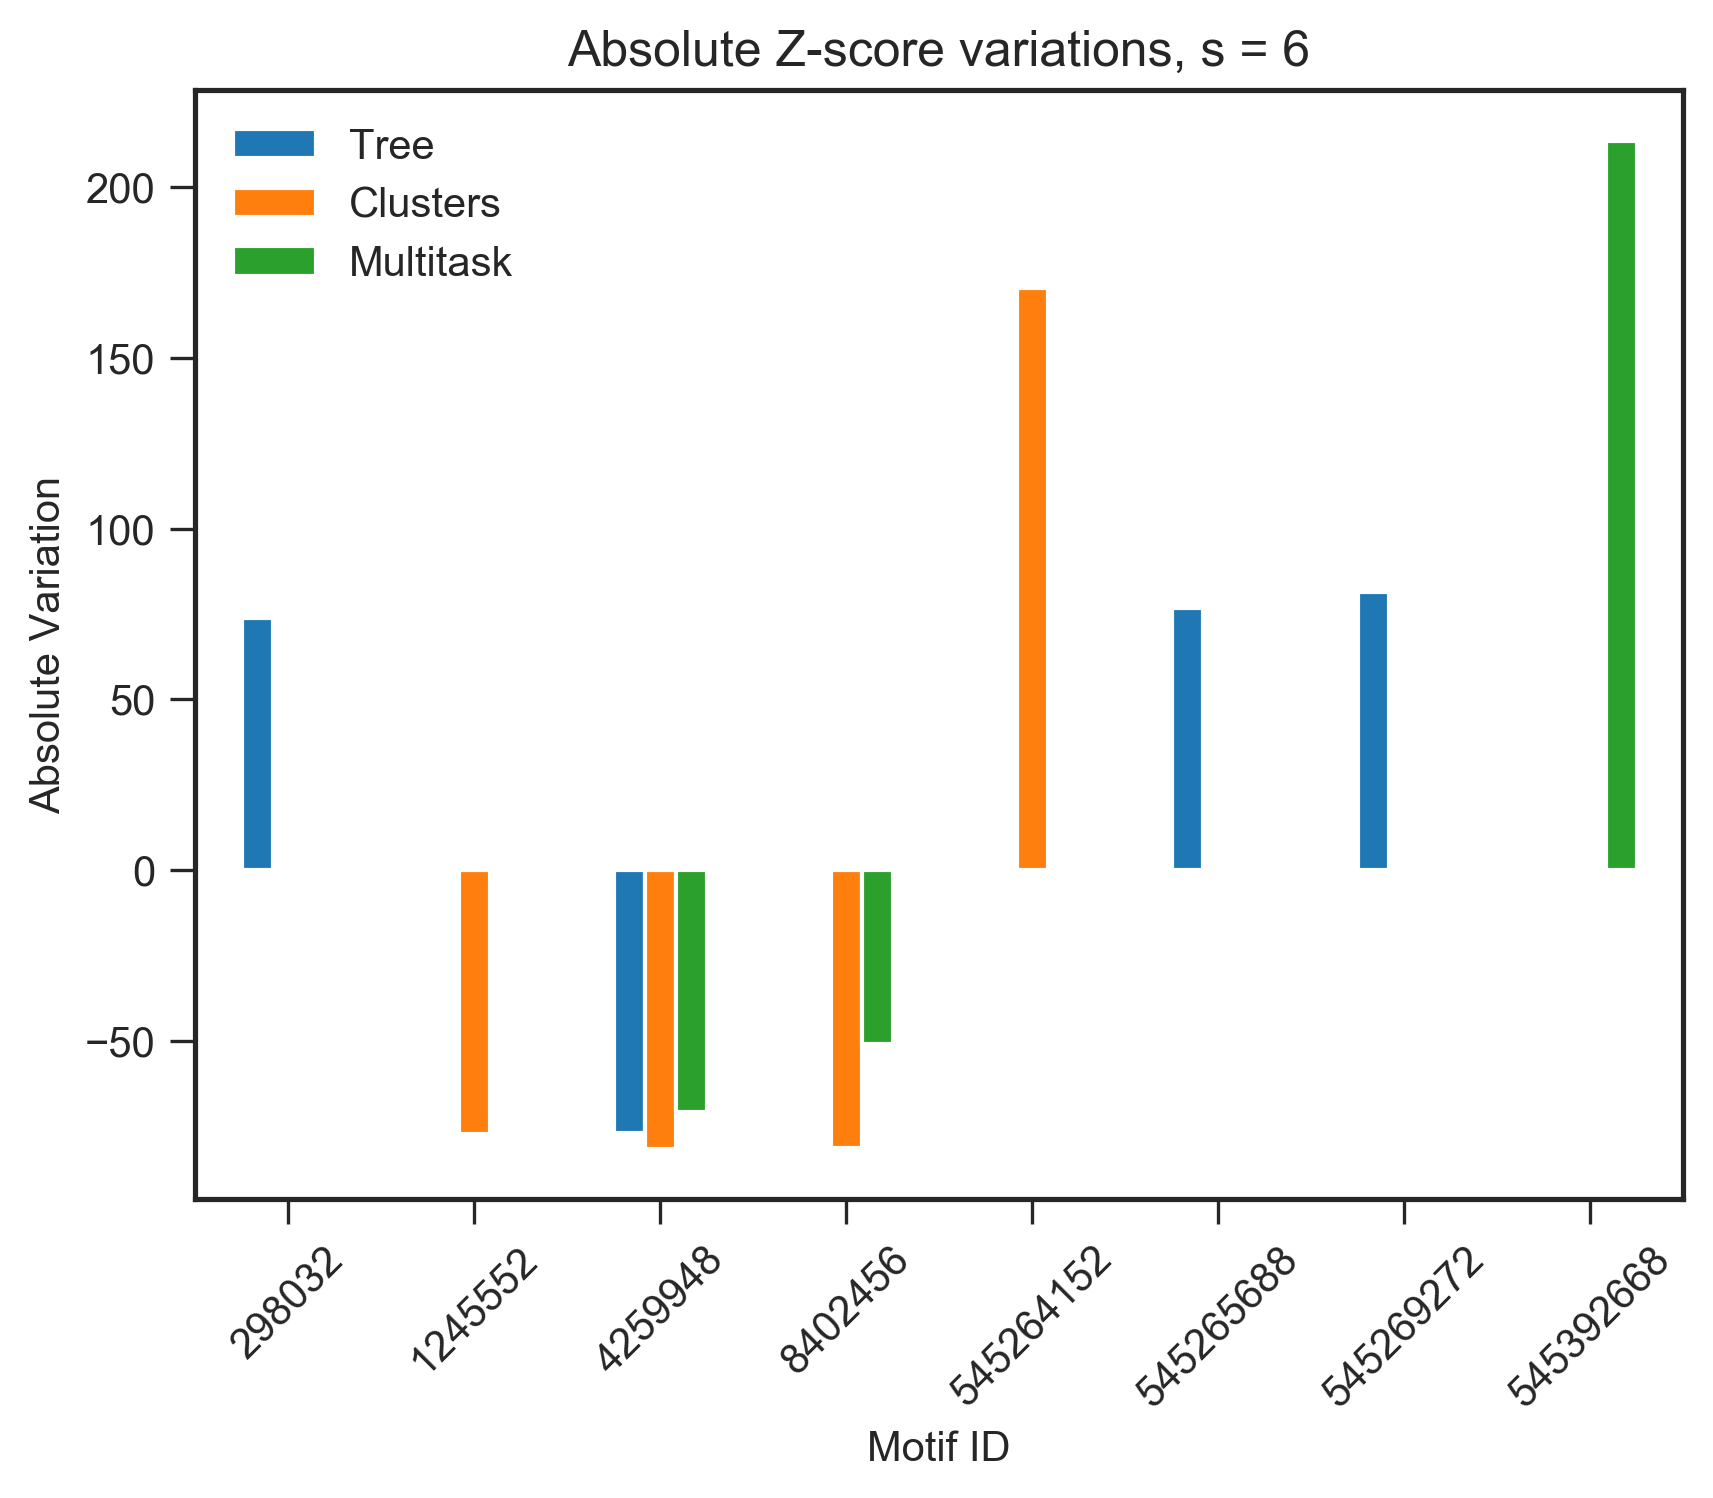 Absolute Z-score variations, s = 6
Tree
Clusters
Multitask
200
150
100
50
0
−50
Absolute Variation
298032
1245552
4259948
8402456
545264152
545265688
545269272
545392668
Motif ID